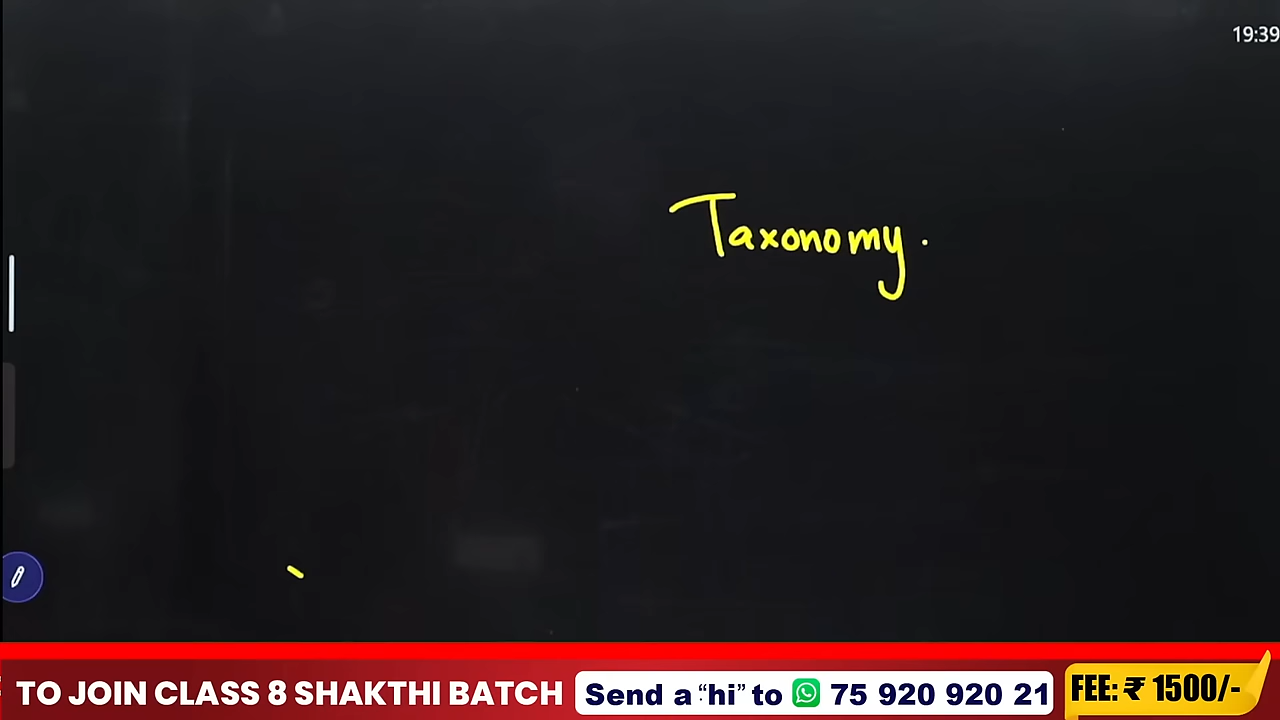 19:39
Taxonomy.
TO JOIN CLASS 8 SHAKTHI BATCH
Send a “hi” to 75 920 920 21
FEE: ₹ 1500/-